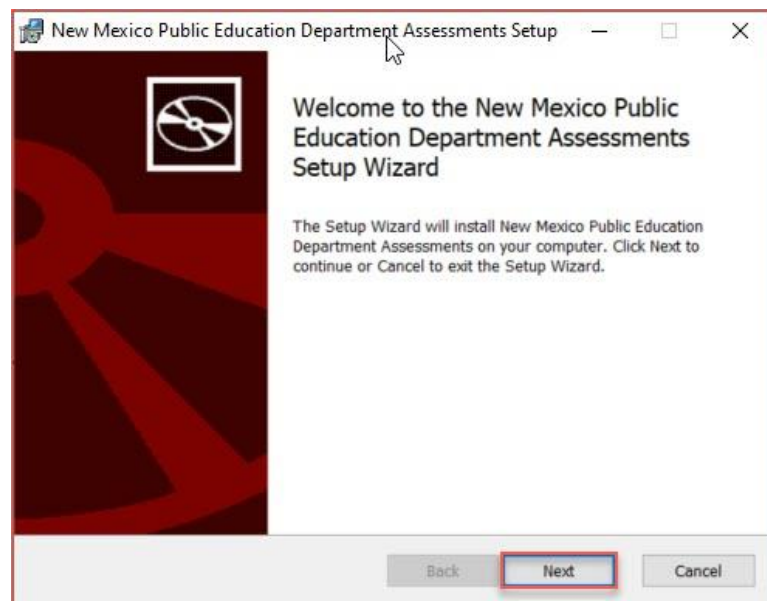 New Mexico Public Education Department Assessments Setup
Welcome to the New Mexico Public
Education Department Assessments
Setup Wizard
The Setup Wizard will install New Mexico Public Education
Department Assessments on your computer. Click Next to
continue or Cancel to exit the Setup Wizard.
Back Next Cancel